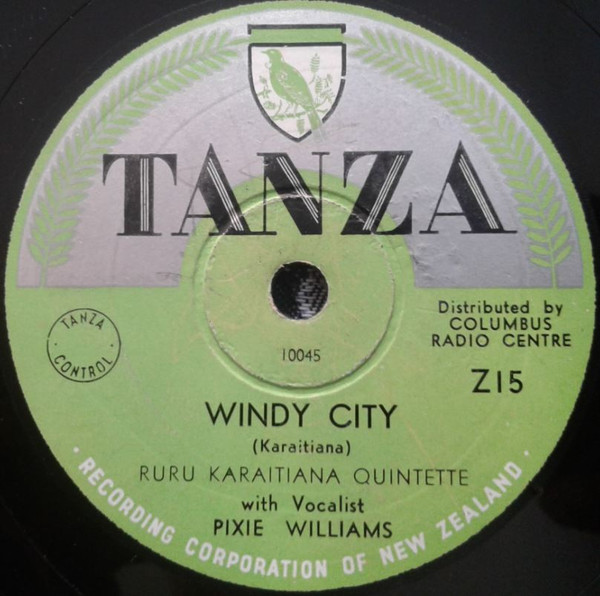 TANZA
TANZA
CONTROL
Distributed by
COLUMBUS
RADIO CENTRE
10045
Z15
WINDY CITY
(Karaitiana)
RURU KARAITIANA QUINTETTE
with Vocalist
PIXIE WILLIAMS
· RECORDING CORPORATION OF NEW ZEALAND ·